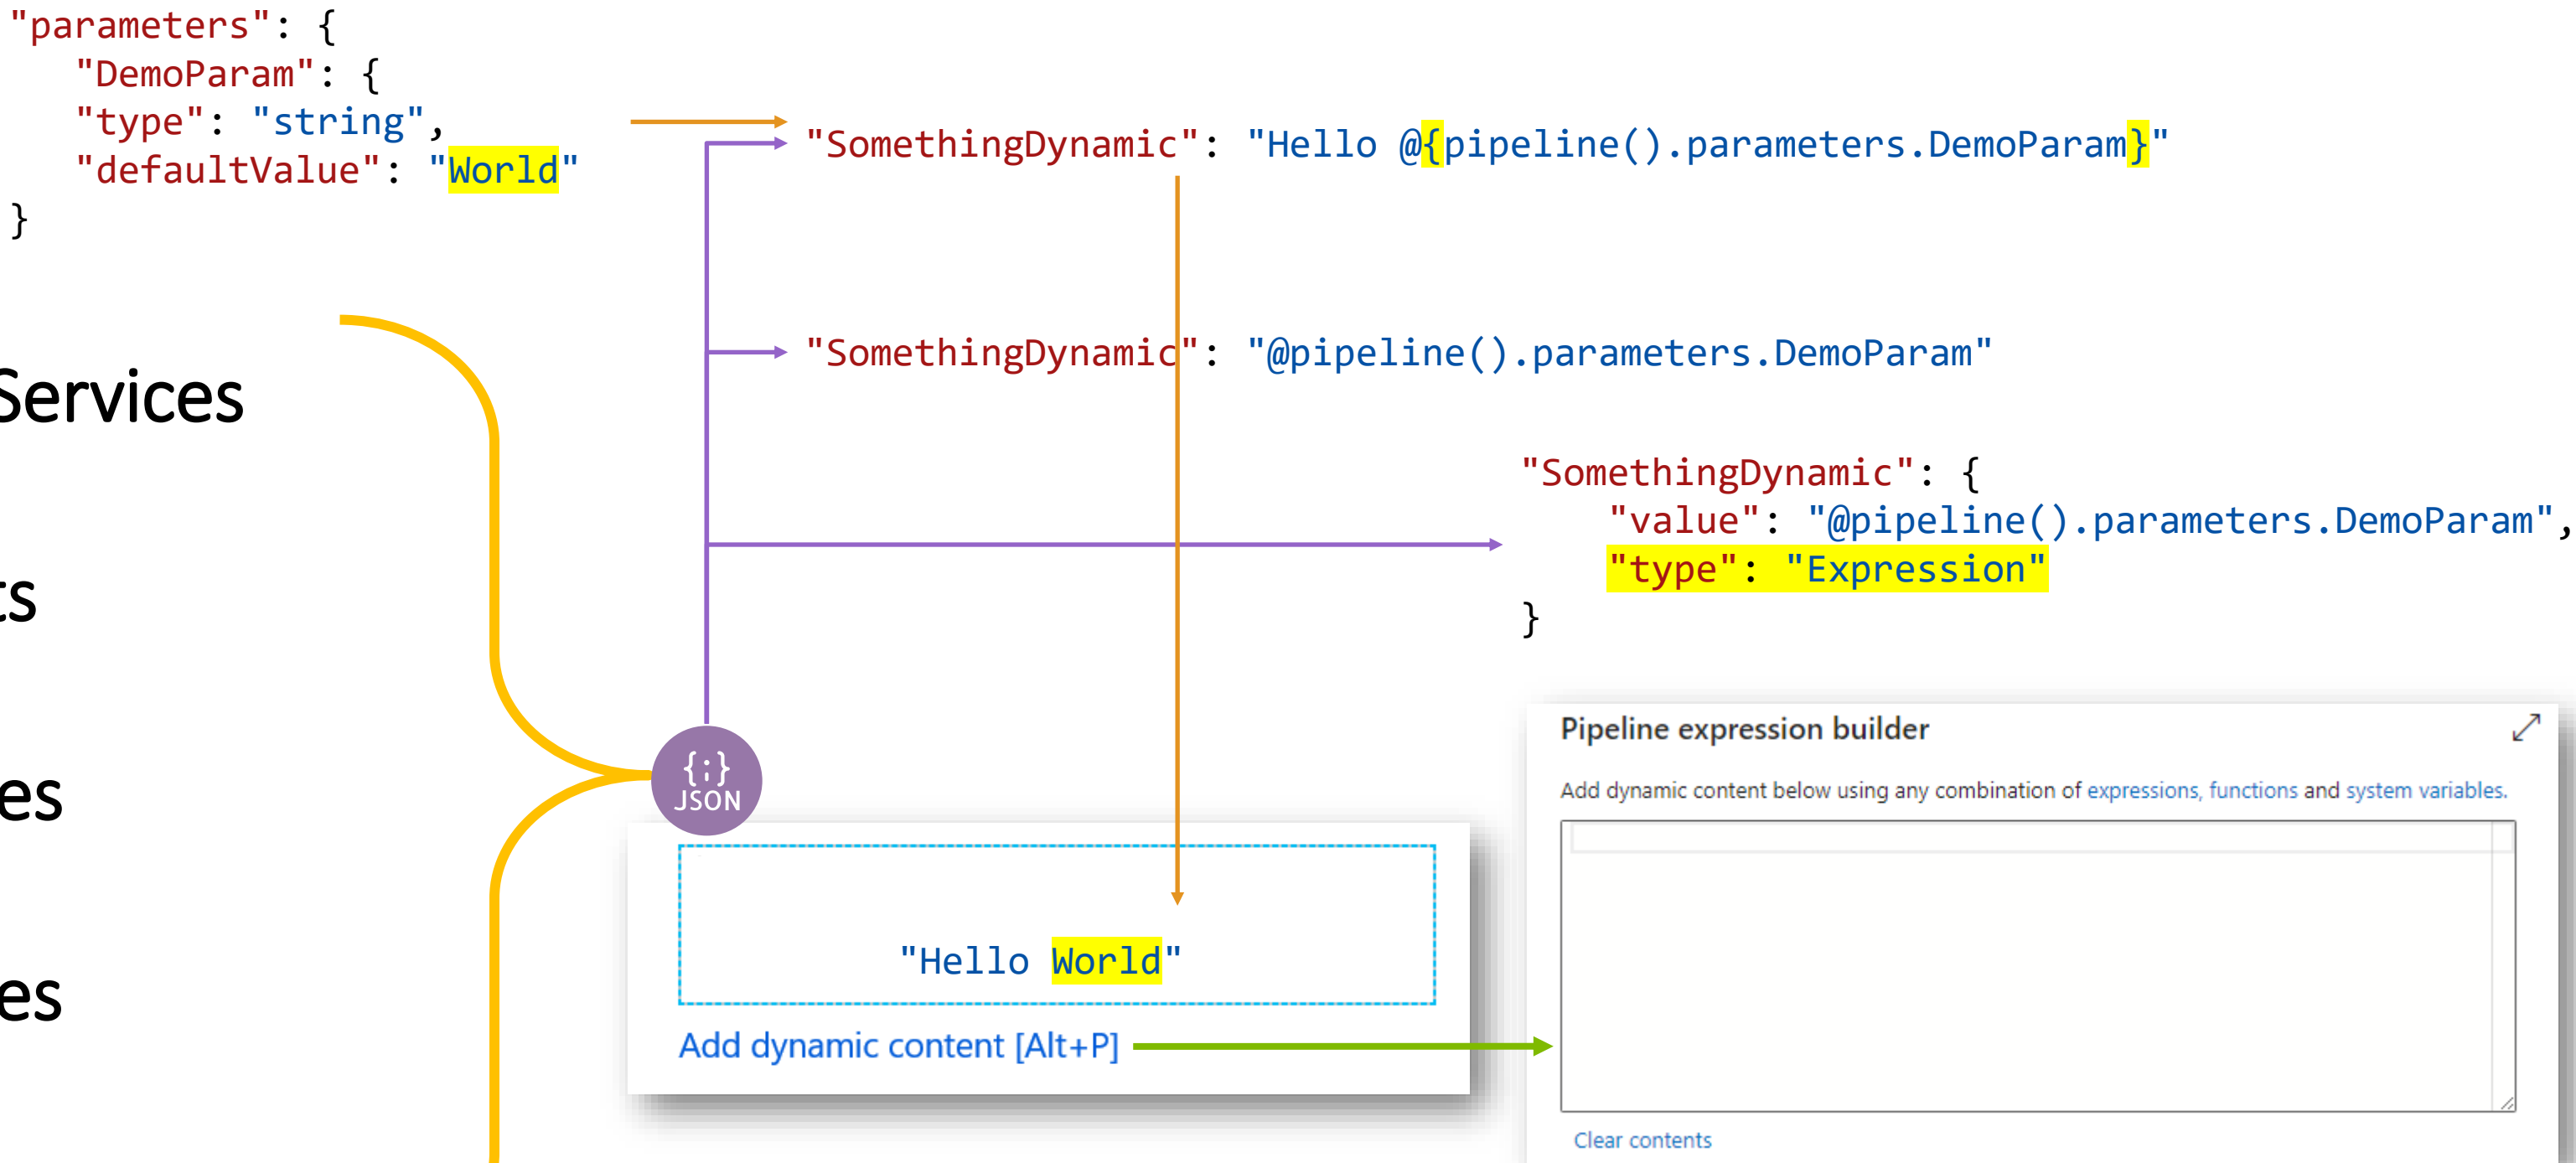 "parameters": {
"DemoParam": {
"type": "string",
"defaultValue": "World"
}
"SomethingDynamic": "Hello @{pipeline().parameters.DemoParam}"
"SomethingDynamic": "@pipeline().parameters.DemoParam"
"SomethingDynamic": {
"value": "@pipeline().parameters.DemoParam",
"type": "Expression"
}
Services
ts
es
es
{;}
JSON
"Hello World"
Add dynamic content [Alt+P]
Pipeline expression builder
Add dynamic content below using any combination of expressions, functions and system variables.
Clear contents